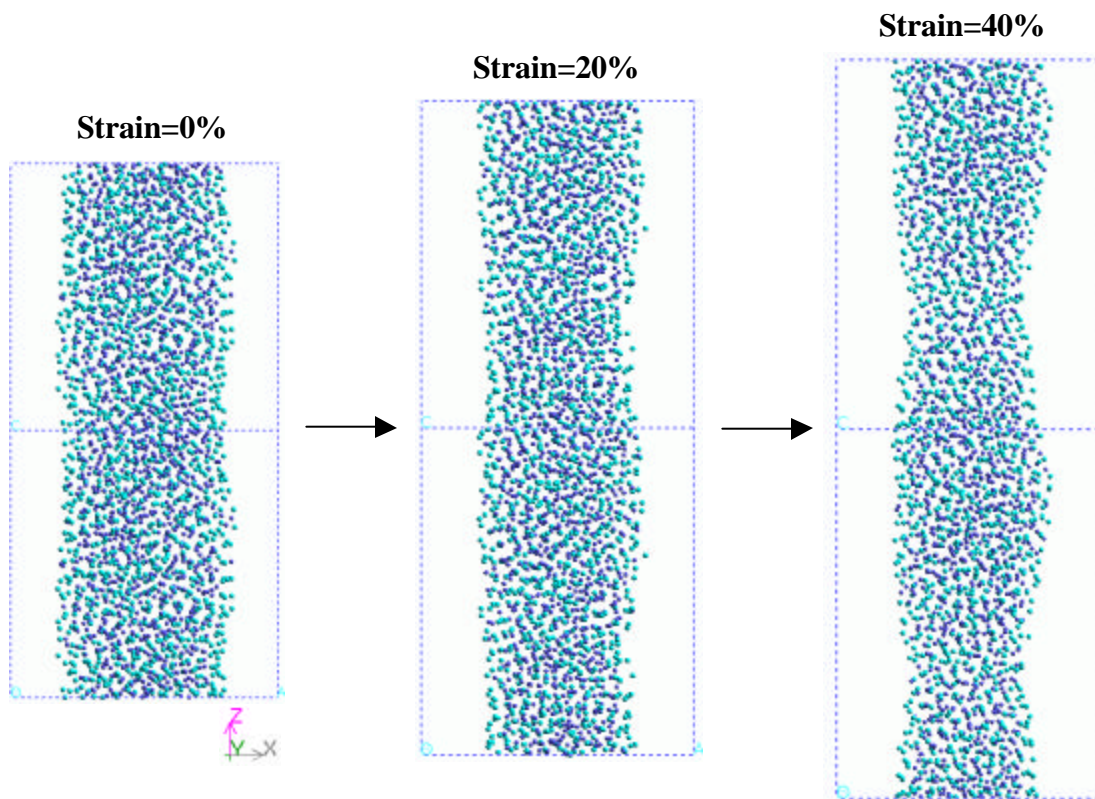 Strain=0%
Strain=20%
Strain=40%
C
C
C
O A
O A
O
Z
Y X